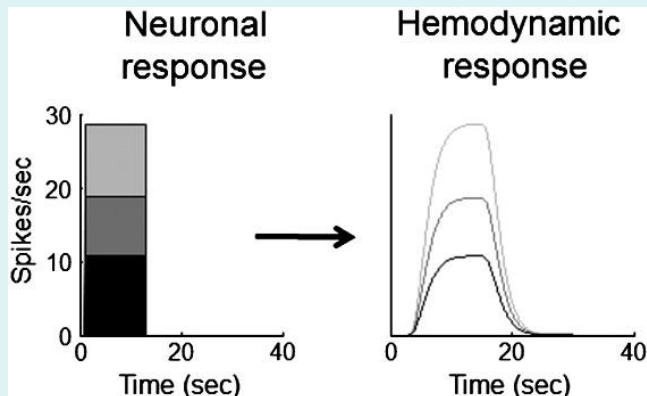 Neuronal
response
Hemodynamic
response
Spikes/sec
30
20
10
0
0 20 40
Time (sec)
0 20 40
Time (sec)